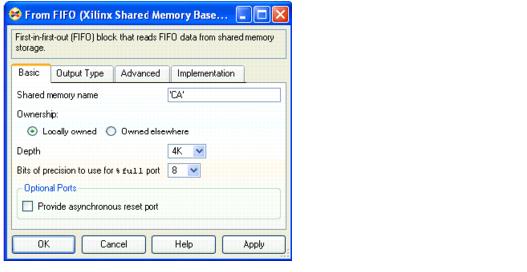 From FIFO (Xilinx Shared Memory Base...
First-in-first-out (FIFO) block that reads FIFO data from shared memory
storage.
Basic Output Type Advanced Implementation
Shared memory name 'CA'
Ownership:
Locally owned Owned elsewhere
Depth 4K
Bits of precision to use for % full port 8
Optional Ports
Provide asynchronous reset port
OK Cancel Help Apply